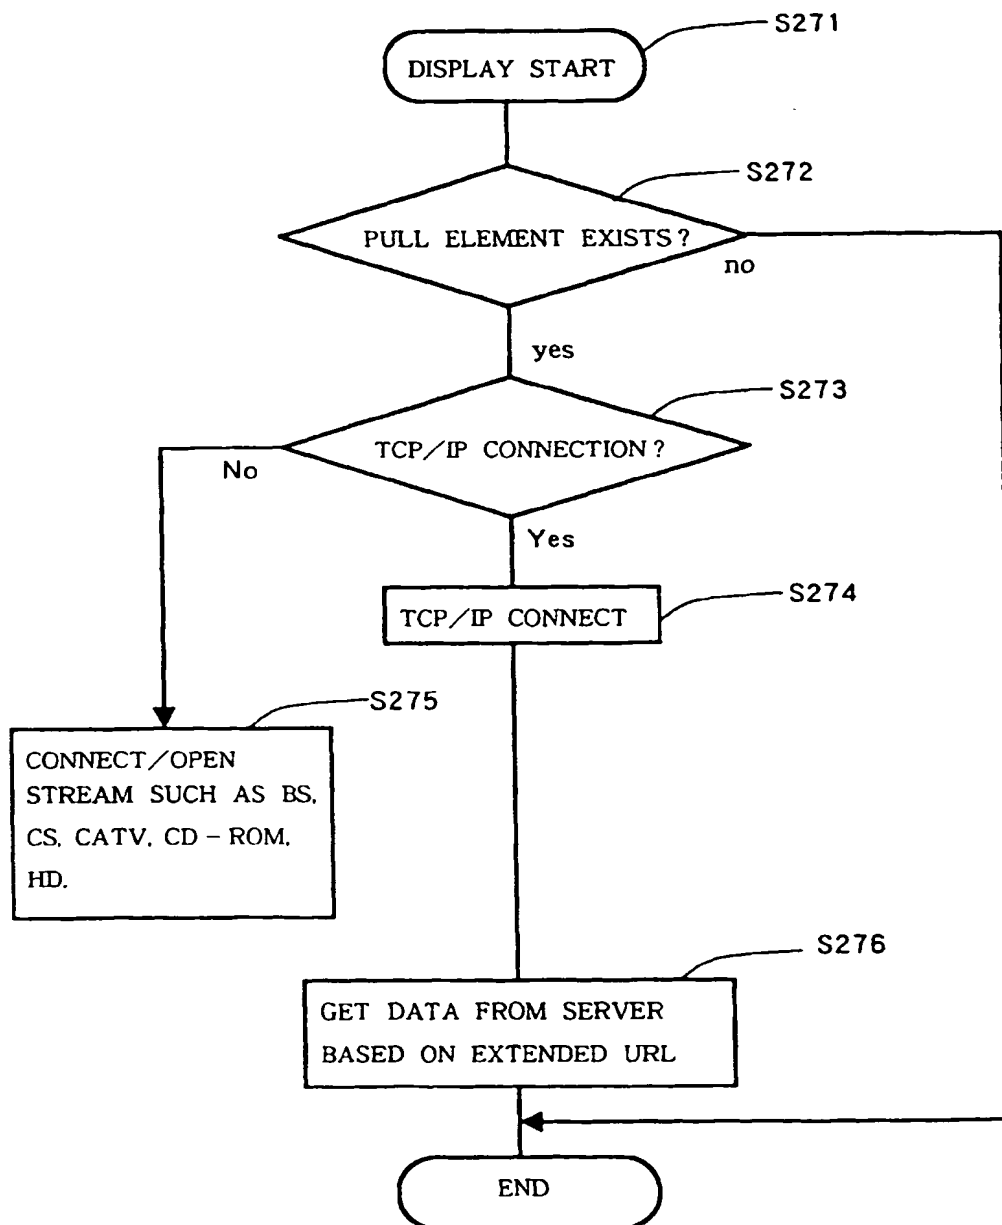 S271
DISPLAY START
S272
PULL ELEMENT EXISTS?
no
yes
S273
TCP/IP CONNECTION?
No
Yes
S274
TCP/IP CONNECT
S275
CONNECT/OPEN
STREAM SUCH AS BS,
CS, CATV, CD-ROM,
HD.
S276
GET DATA FROM SERVER
BASED ON EXTENDED URL
END